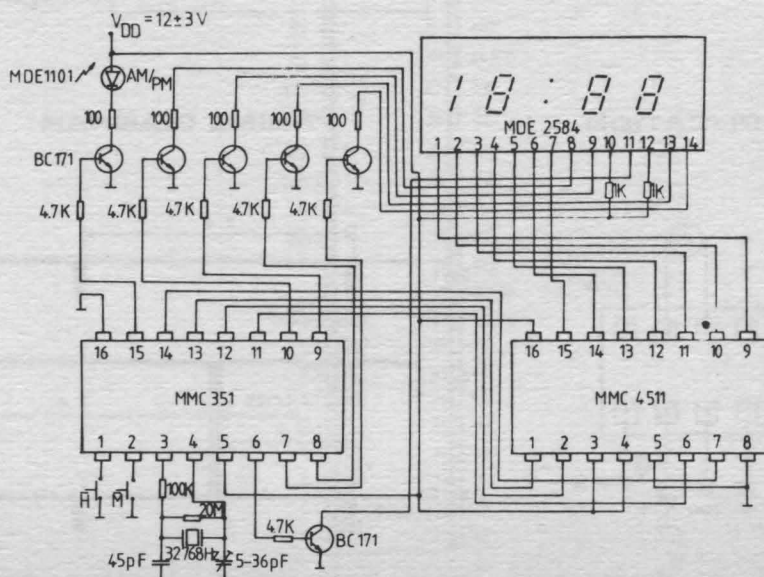 V_DD = 12±3V
MDE1101
AM/PM
100 100 100 100 100
BC171
4.7K 4.7K 4.7K 4.7K 4.7K
18:88
MDE 2584
1 2 3 4 5 6 7 8 9 10 11 12 13 14
1K 1K
16 15 14 13 12 11 10 9
MMC 351
1 2 3 4 5 6 7 8
16 15 14 13 12 11 10 9
MMC 4511
1 2 3 4 5 6 7 8
H M
100K
20M
32768Hz
45pF
5-36pF
4.7K
BC171